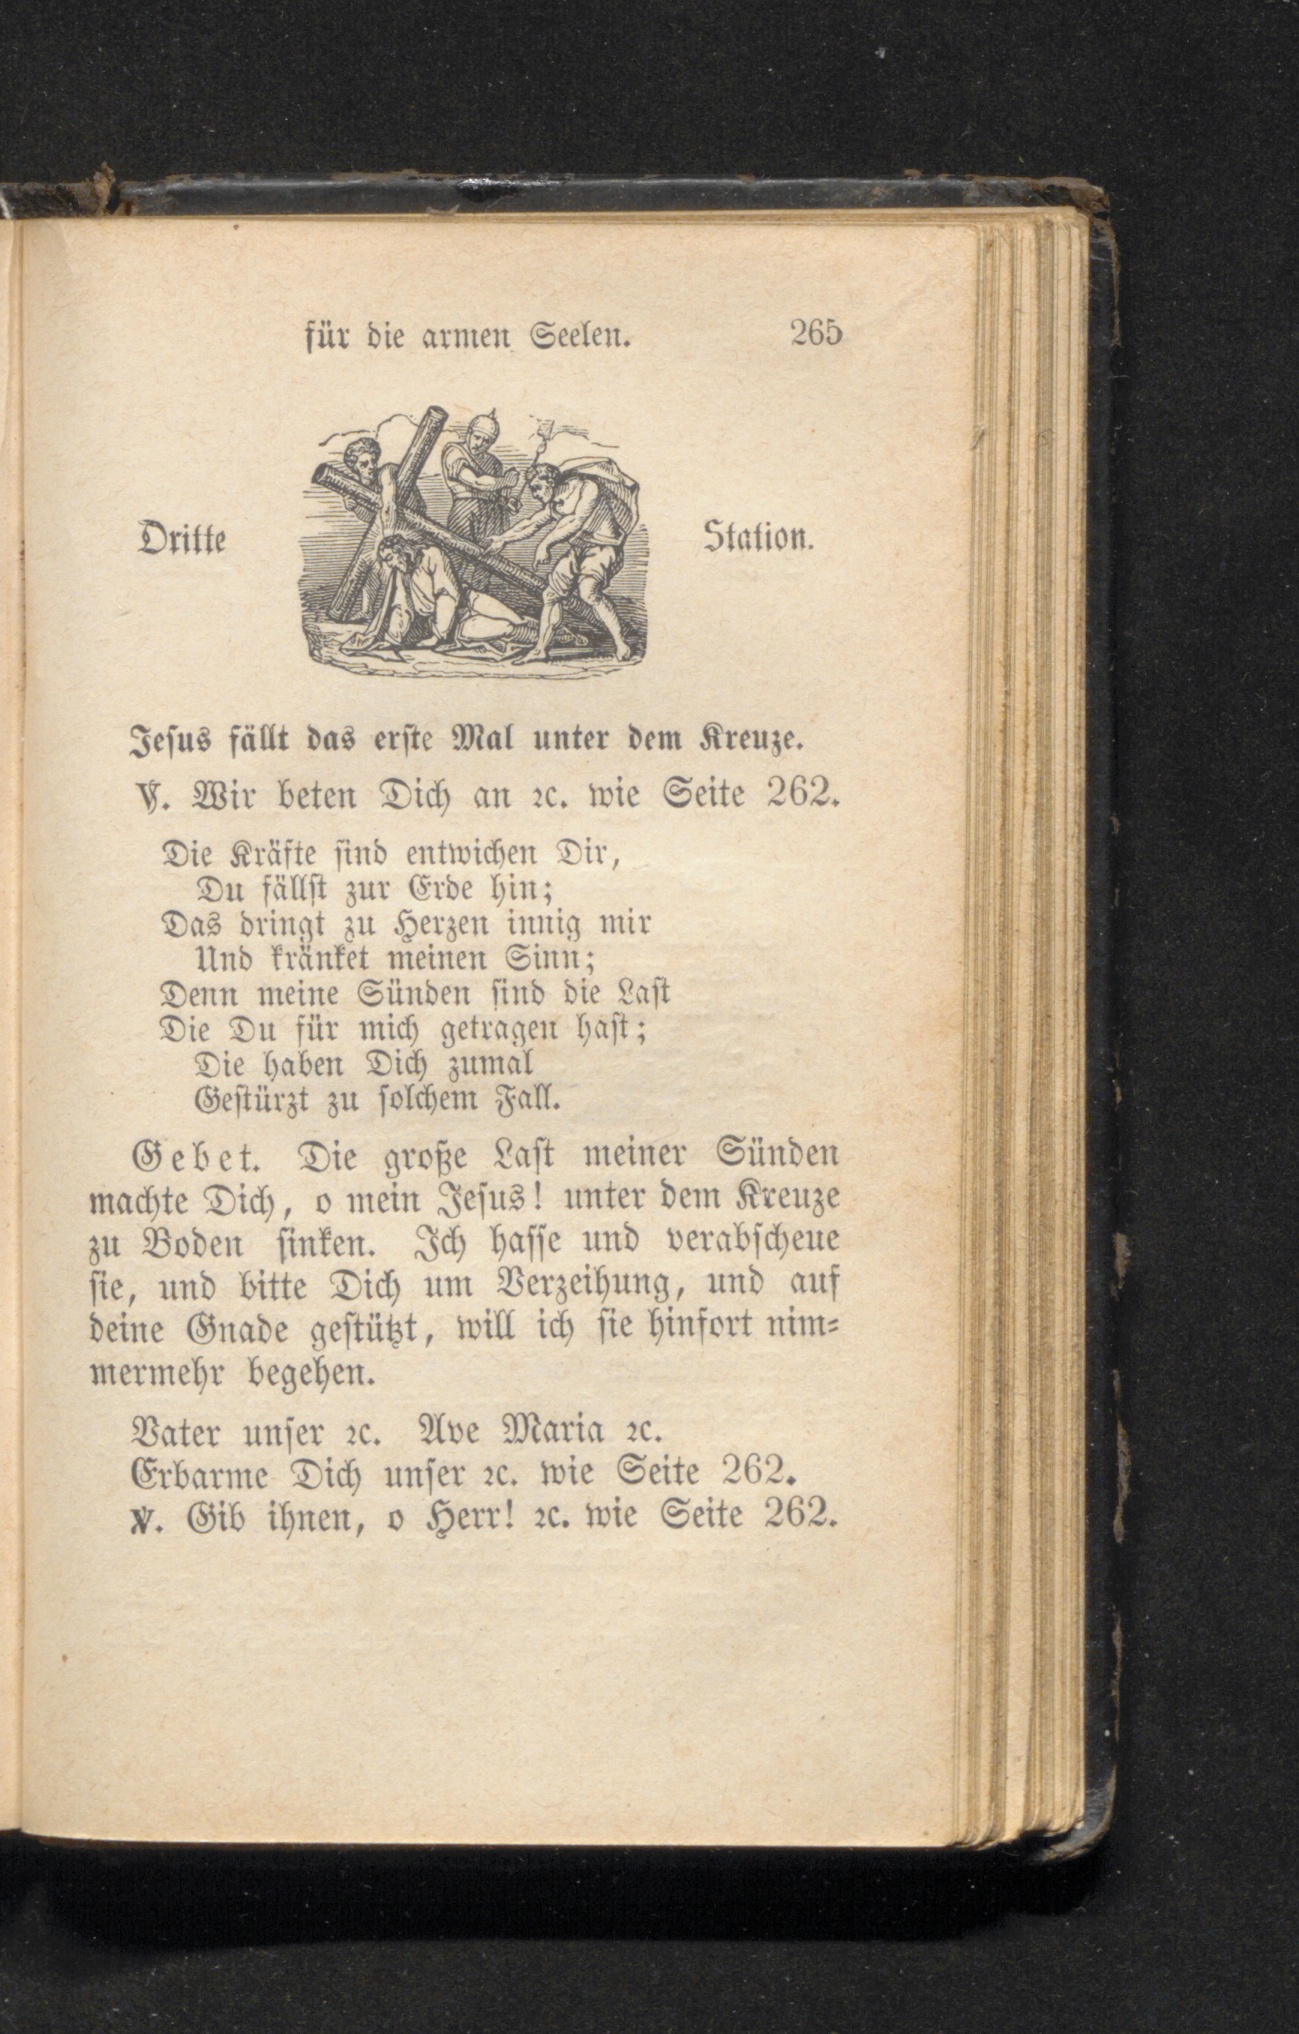 für die armen Seelen. 265
Dritte Station.
Jesus fällt das erste Mal unter dem Kreuze.
℣. Wir beten Dich an ꝛc. wie Seite 262.
Die Kräfte sind entwichen Dir,
Du fällst zur Erde hin;
Das dringt zu Herzen innig mir
Und kränket meinen Sinn;
Denn meine Sünden sind die Last
Die Du für mich getragen hast;
Die haben Dich zumal
Gestürzt zu solchem Fall.
Gebet. Die große Last meiner Sünden
machte Dich, o mein Jesus! unter dem Kreuze
zu Boden sinken. Ich hasse und verabscheue
sie, und bitte Dich um Verzeihung, und auf
deine Gnade gestützt, will ich sie hinfort nim-
mermehr begehen.
Vater unser ꝛc. Ave Maria ꝛc.
Erbarme Dich unser ꝛc. wie Seite 262.
℣. Gib ihnen, o Herr! ꝛc. wie Seite 262.